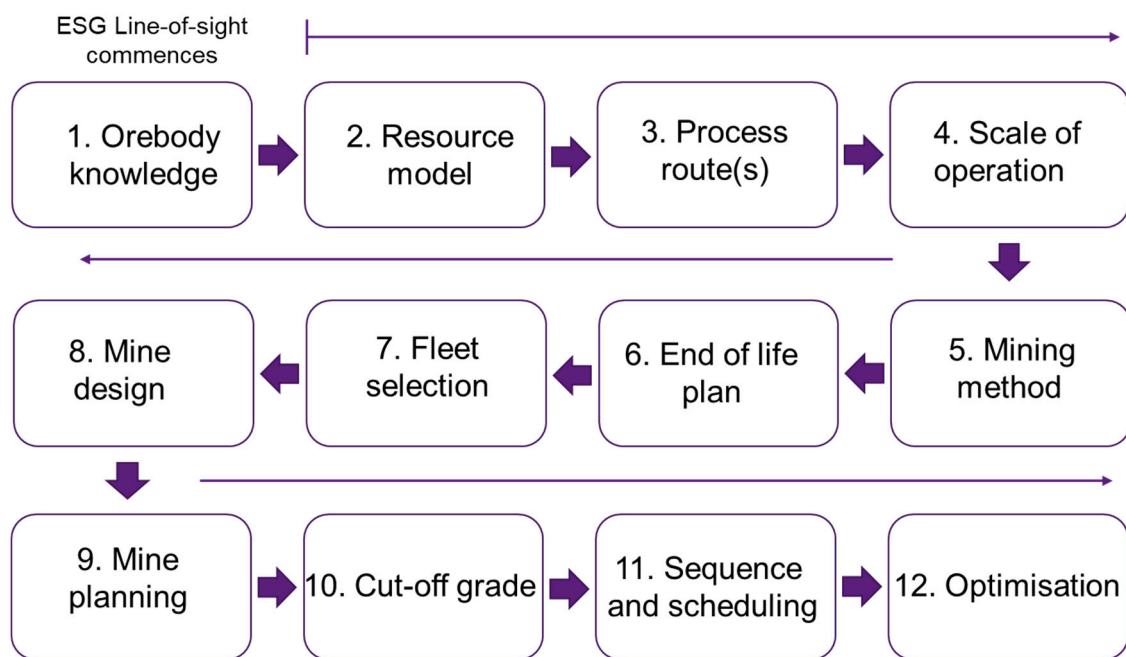 ESG Line-of-sight
commences
1. Orebody
knowledge
2. Resource
model
3. Process
route(s)
4. Scale of
operation
8. Mine
design
7. Fleet
selection
6. End of life
plan
5. Mining
method
9. Mine
planning
10. Cut-off grade
11. Sequence
and scheduling
12. Optimisation